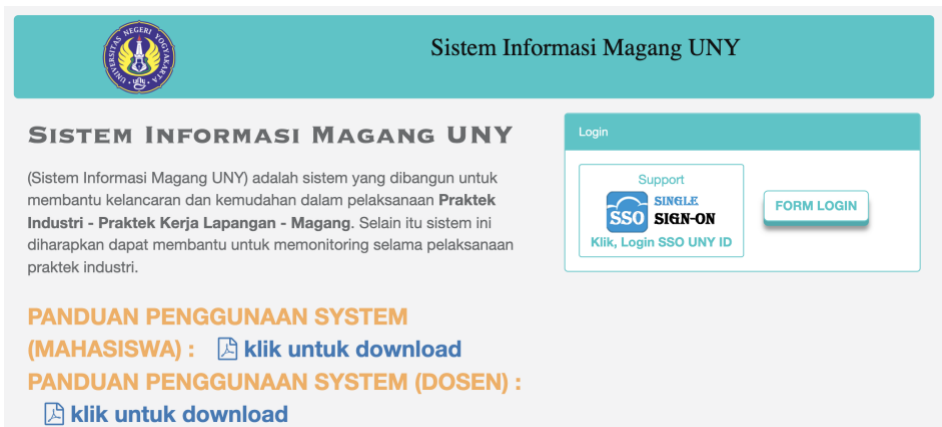 UNIVERSITAS NEGERI YOGYAKARTA
Sistem Informasi Magang UNY
SISTEM INFORMASI MAGANG UNY
(Sistem Informasi Magang UNY) adalah sistem yang dibangun untuk
membantu kelancaran dan kemudahan dalam pelaksanaan Praktek
Industri - Praktek Kerja Lapangan - Magang. Selain itu sistem ini
diharapkan dapat membantu untuk memonitoring selama pelaksanaan
praktek industri.
PANDUAN PENGGUNAAN SYSTEM
(MAHASISWA) : klik untuk download
PANDUAN PENGGUNAAN SYSTEM (DOSEN) :
klik untuk download
Login
Support
SSO
SINGLE
SIGN-ON
Klik, Login SSO UNY ID
FORM LOGIN